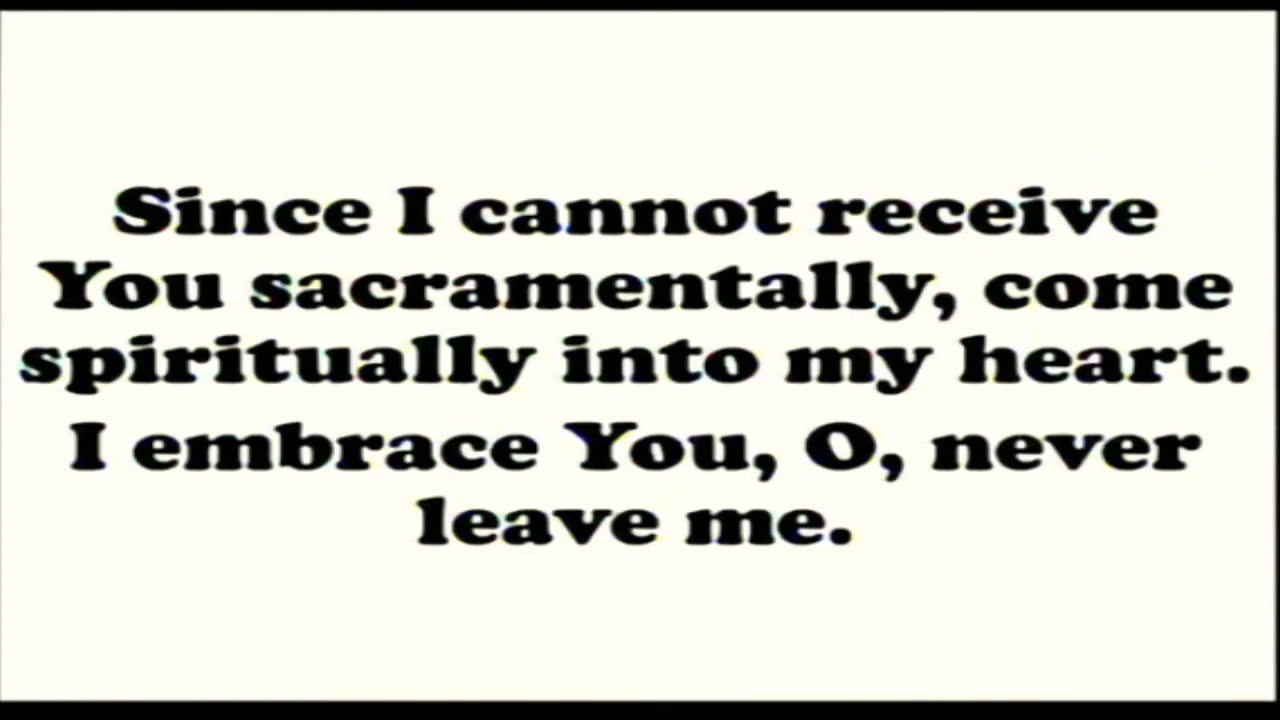 Since I cannot receive
You sacramentally, come
spiritually into my heart.
I embrace You, O, never
leave me.